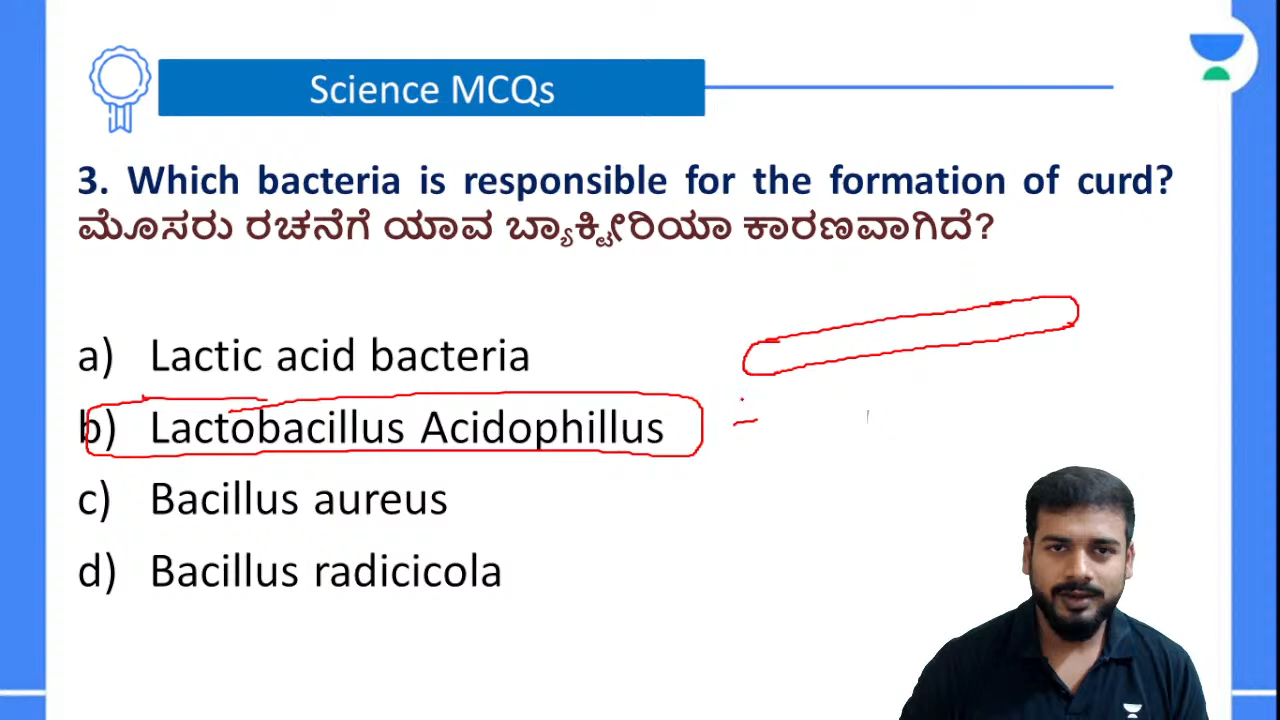 Science MCQs
3. Which bacteria is responsible for the formation of curd?
ಮೊಸರು ರಚನೆಗೆ ಯಾವ ಬ್ಯಾಕ್ಟೀರಿಯಾ ಕಾರಣವಾಗಿದೆ?
a) Lactic acid bacteria
b) Lactobacillus Acidophillus
c) Bacillus aureus
d) Bacillus radicicola